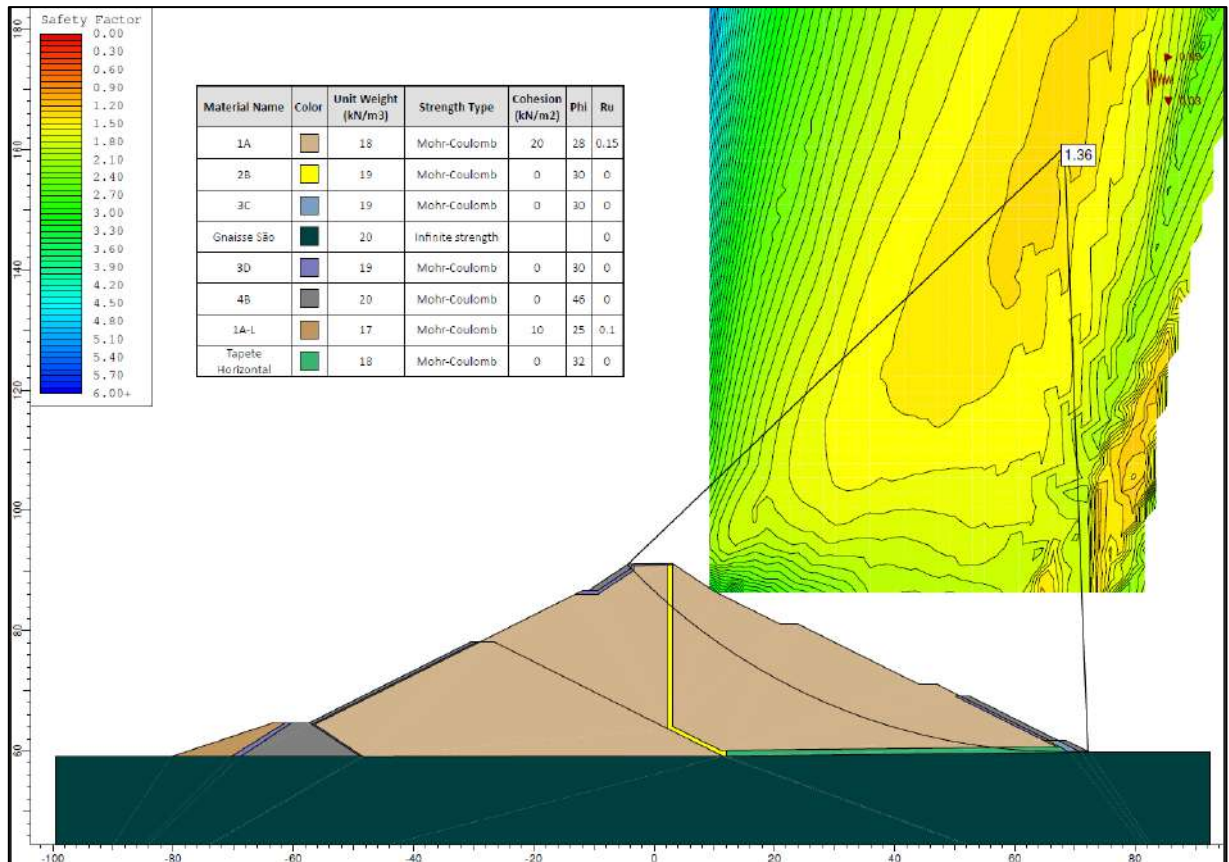 Safety Factor
0.00
0.30
0.60
0.90
1.20
1.50
1.80
2.10
2.40
2.70
3.00
3.30
3.60
3.90
4.20
4.50
4.80
5.10
5.40
5.70
6.00+
Material Name Color Unit Weight (kN/m3) Strength Type Cohesion (kN/m2) Phi Ru
1A 18 Mohr-Coulomb 20 28 0.15
2B 19 Mohr-Coulomb 0 30 0
3C 19 Mohr-Coulomb 0 30 0
Gnaisse São 20 Infinite strength 0
3D 19 Mohr-Coulomb 0 30 0
4B 20 Mohr-Coulomb 0 46 0
1A-L 17 Mohr-Coulomb 10 25 0.1
Tapete Horizontal 18 Mohr-Coulomb 0 32 0
0.03
1.36
180
160
140
120
100
80
60
-100 -80 -60 -40 -20 0 20 40 60 80